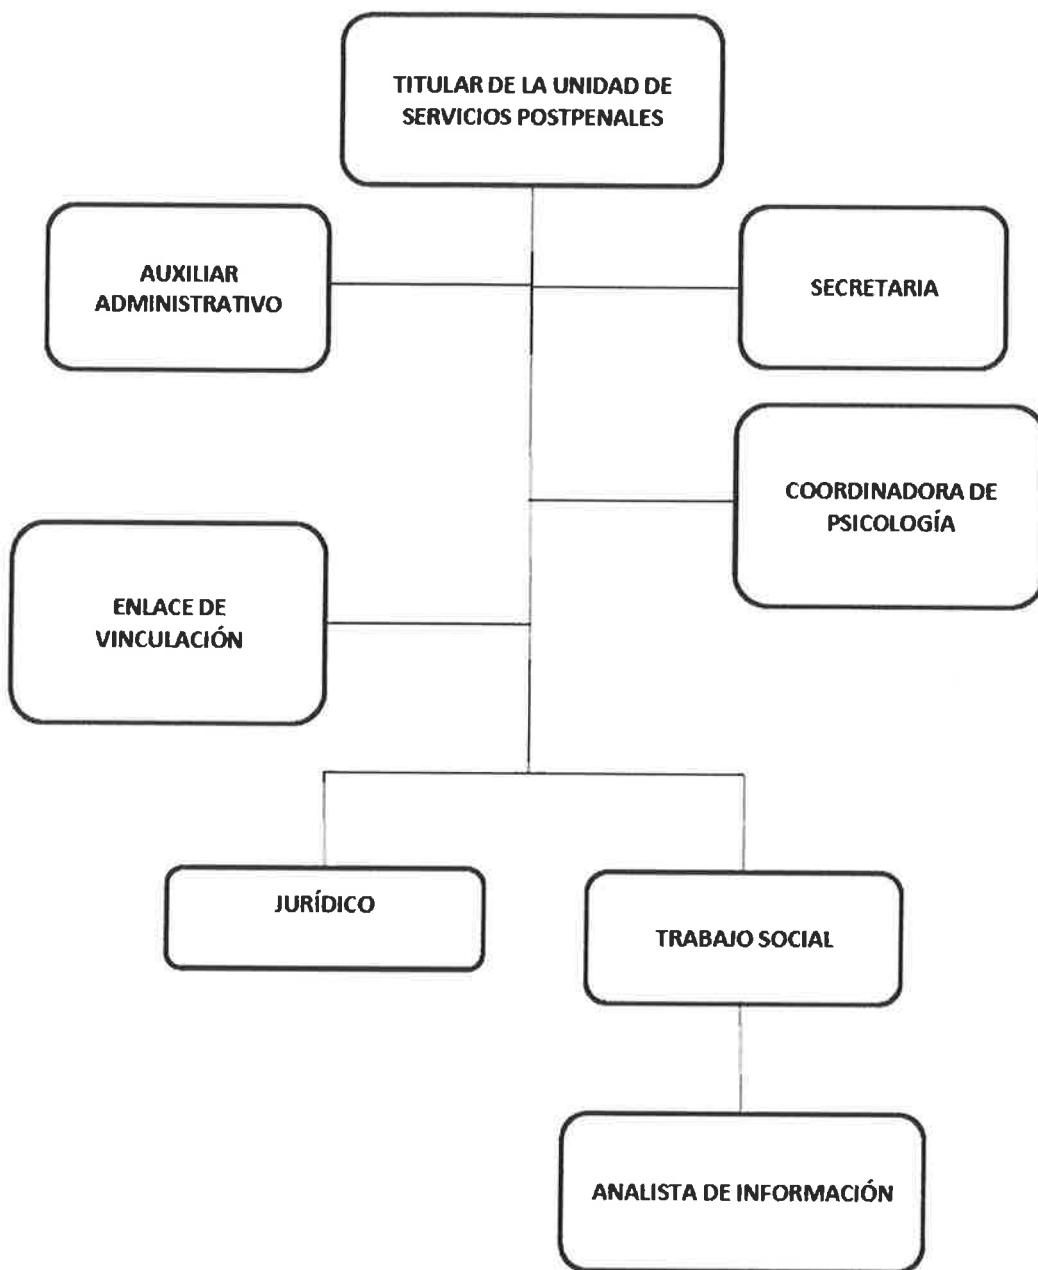 TITULAR DE LA UNIDAD DE
SERVICIOS POSTPENALES
AUXILIAR
ADMINISTRATIVO
SECRETARIA
COORDINADORA DE
PSICOLOGÍA
ENLACE DE
VINCULACIÓN
JURÍDICO
TRABAJO SOCIAL
ANALISTA DE INFORMACIÓN